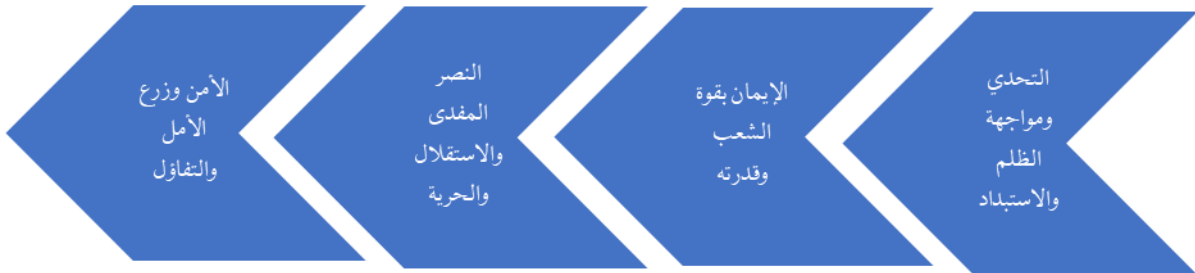 التحدي
ومواجهة
الظلم
والاستبداد
الإيمان بقوة
الشعب
وقدرته
النصر
المفدى
والاستقلال
والحرية
الأمن وزرع
الأمل
والتفاؤل